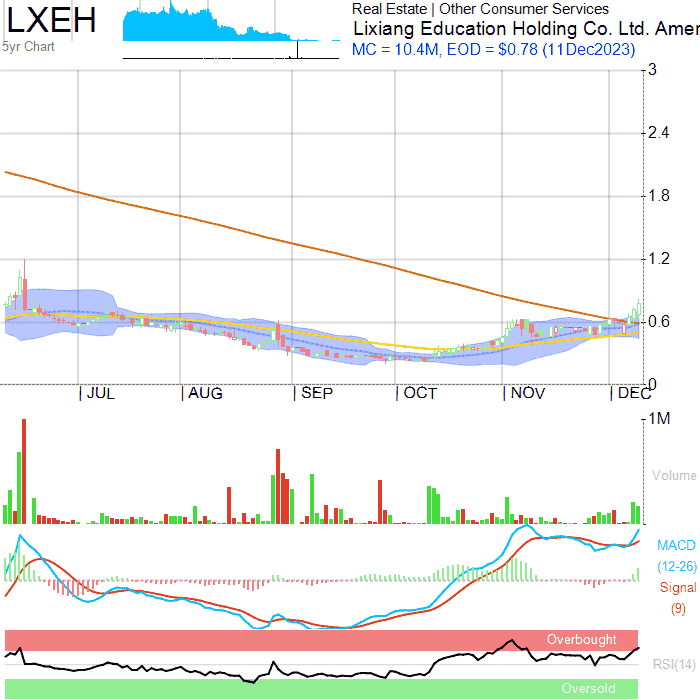 LXEH
5yr Chart
Real Estate | Other Consumer Services
Lixiang Education Holding Co. Ltd. Amer
MC = 10.4M, EOD = $0.78 (11Dec2023)
3
2.4
1.8
1.2
0.6
0
JUL AUG SEP OCT NOV DEC
1M
Volume
MACD
(12-26)
Signal
(9)
Overbought
RSI(14)
Oversold